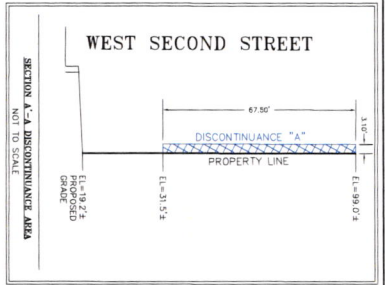 WEST SECOND STREET
67.50'
3.10'
DISCONTINUANCE "A"
PROPERTY LINE
EL=19.2'±
PROPOSED
GRADE
EL=31.5'±
EL=99.0'±
SECTION A'-A DISCONTINUANCE AREA
NOT TO SCALE